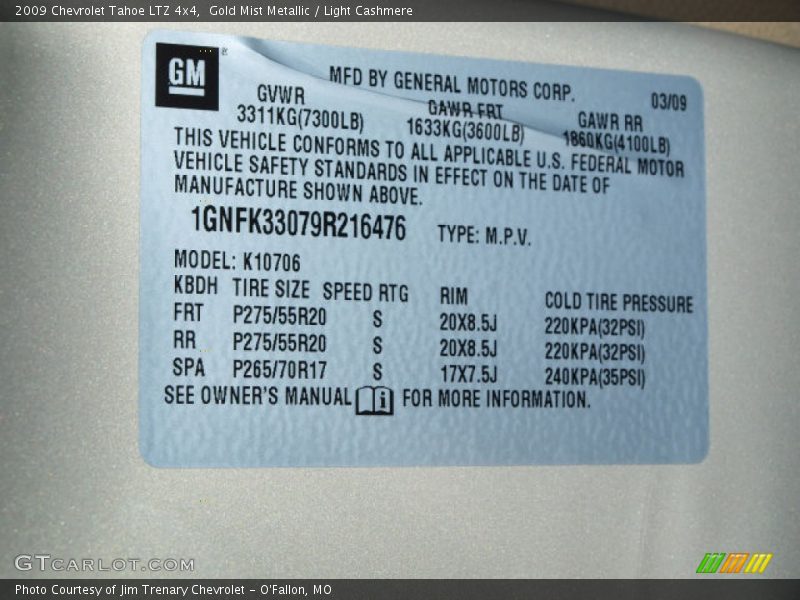 2009 Chevrolet Tahoe LTZ 4x4, Gold Mist Metallic / Light Cashmere
GM ®
MFD BY GENERAL MOTORS CORP. 03/09
GVWR GAWR FRT GAWR RR
3311KG(7300LB) 1633KG(3600LB) 1860KG(4100LB)
THIS VEHICLE CONFORMS TO ALL APPLICABLE U.S. FEDERAL MOTOR
VEHICLE SAFETY STANDARDS IN EFFECT ON THE DATE OF
MANUFACTURE SHOWN ABOVE.
1GNFK33079R216476 TYPE: M.P.V.
MODEL: K10706
KBDH TIRE SIZE SPEED RTG RIM COLD TIRE PRESSURE
FRT P275/55R20 S 20X8.5J 220KPA(32PSI)
RR P275/55R20 S 20X8.5J 220KPA(32PSI)
SPA P265/70R17 S 17X7.5J 240KPA(35PSI)
SEE OWNER'S MANUAL i FOR MORE INFORMATION.
GTCARLOT.COM
Photo Courtesy of Jim Trenary Chevrolet - O'Fallon, MO